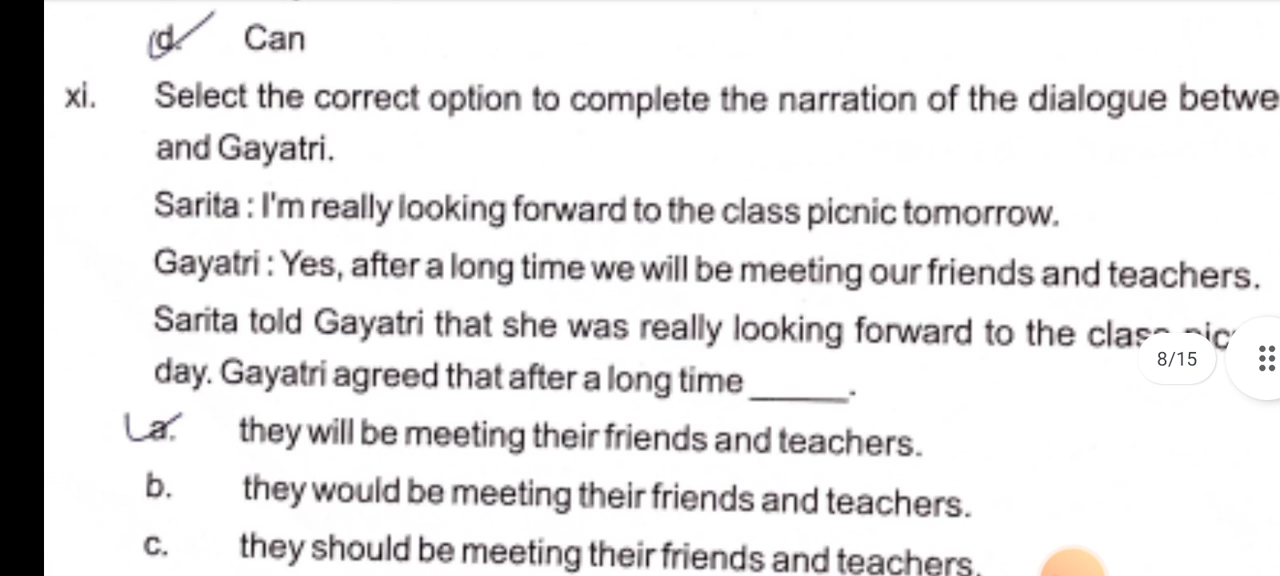 d. Can
xi. Select the correct option to complete the narration of the dialogue betwe
and Gayatri.
Sarita : I'm really looking forward to the class picnic tomorrow.
Gayatri : Yes, after a long time we will be meeting our friends and teachers.
Sarita told Gayatri that she was really looking forward to the class pic
day. Gayatri agreed that after a long time ______.
8/15
a. they will be meeting their friends and teachers.
b. they would be meeting their friends and teachers.
c. they should be meeting their friends and teachers.